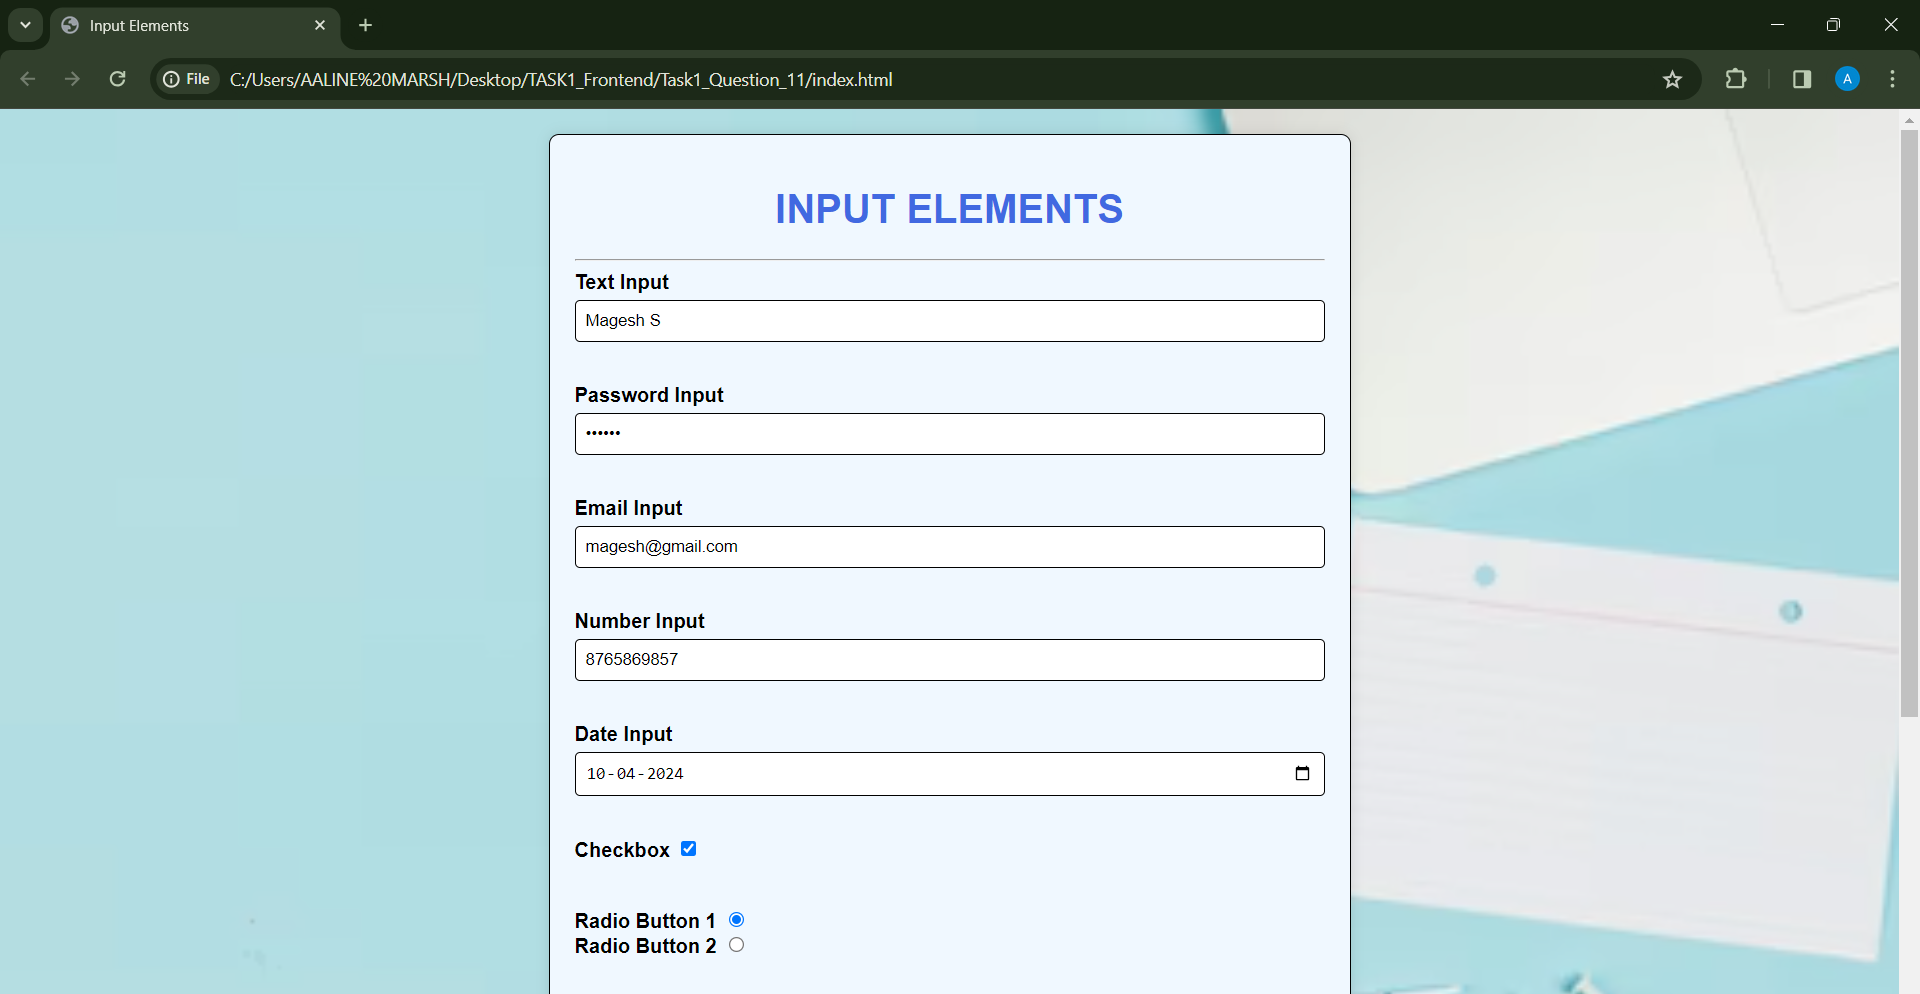 Input Elements
File
C:/Users/AALINE%20MARSH/Desktop/TASK1_Frontend/Task1_Question_11/index.html
A
INPUT ELEMENTS
Text Input
Magesh S
Password Input
••••••
Email Input
magesh@gmail.com
Number Input
8765869857
Date Input
10-04-2024
Checkbox
Radio Button 1
Radio Button 2